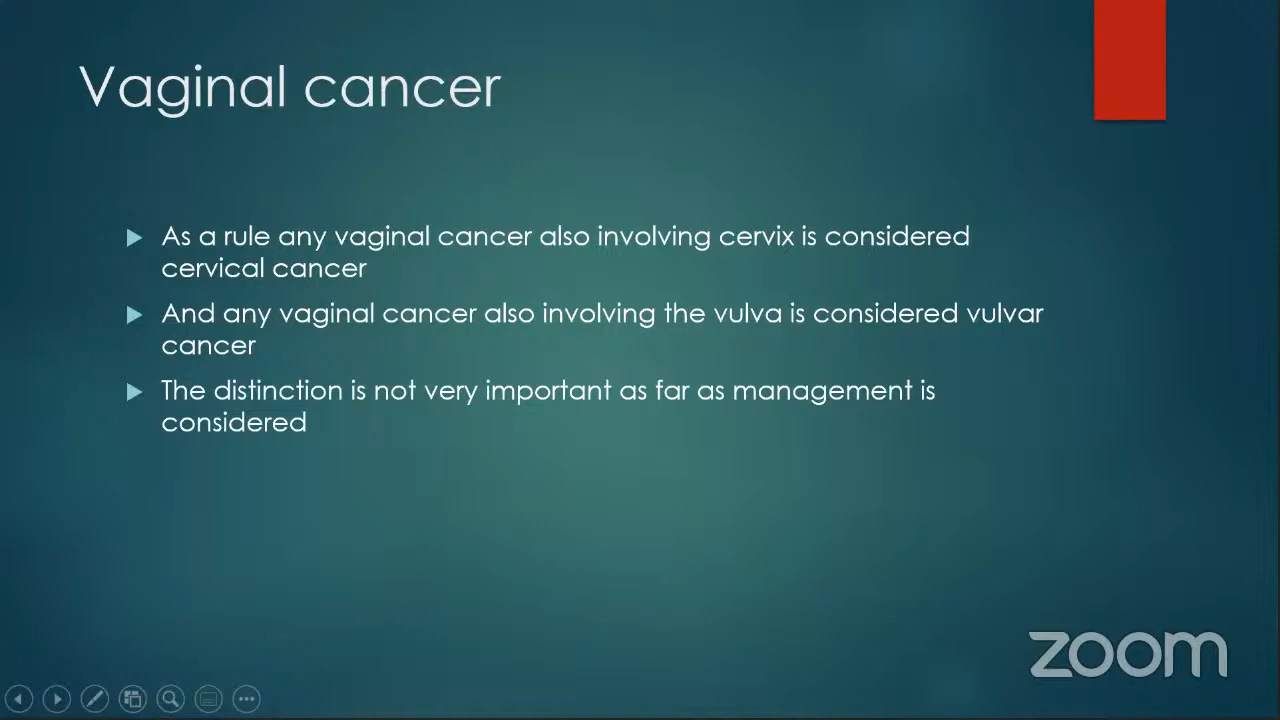 Vaginal cancer
As a rule any vaginal cancer also involving cervix is considered
cervical cancer
And any vaginal cancer also involving the vulva is considered vulvar
cancer
The distinction is not very important as far as management is
considered
zoom